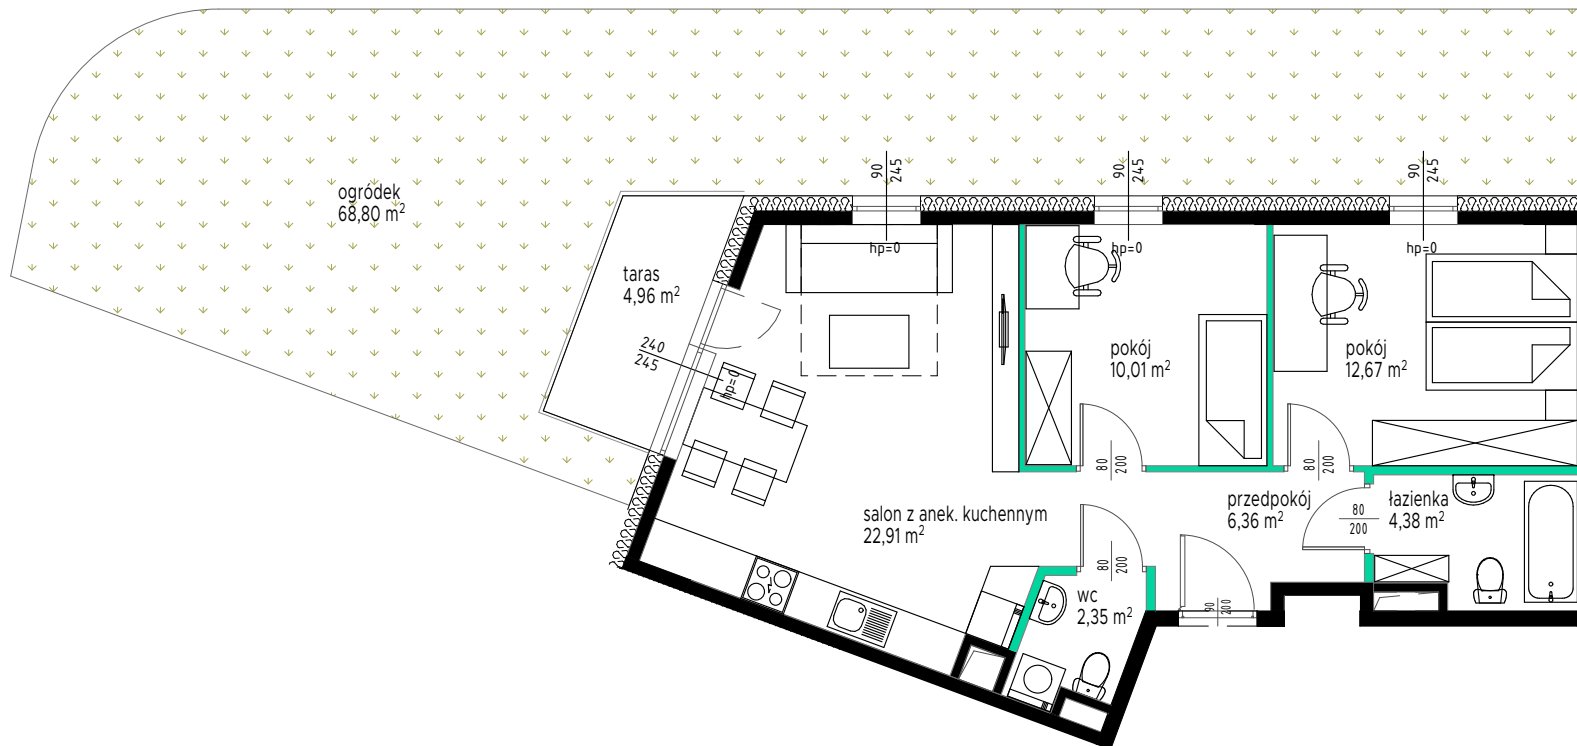 90
245
hp=0
90
245
hp=0
90
245
hp=0
ogródek
68,80 m²
taras
4,96 m²
240
245
hp=0
pokój
10,01 m²
pokój
12,67 m²
80
200
80
200
salon z anek. kuchennym
22,91 m²
przedpokój
6,36 m²
łazienka
4,38 m²
80
200
80
200
wc
2,35 m²
90
200